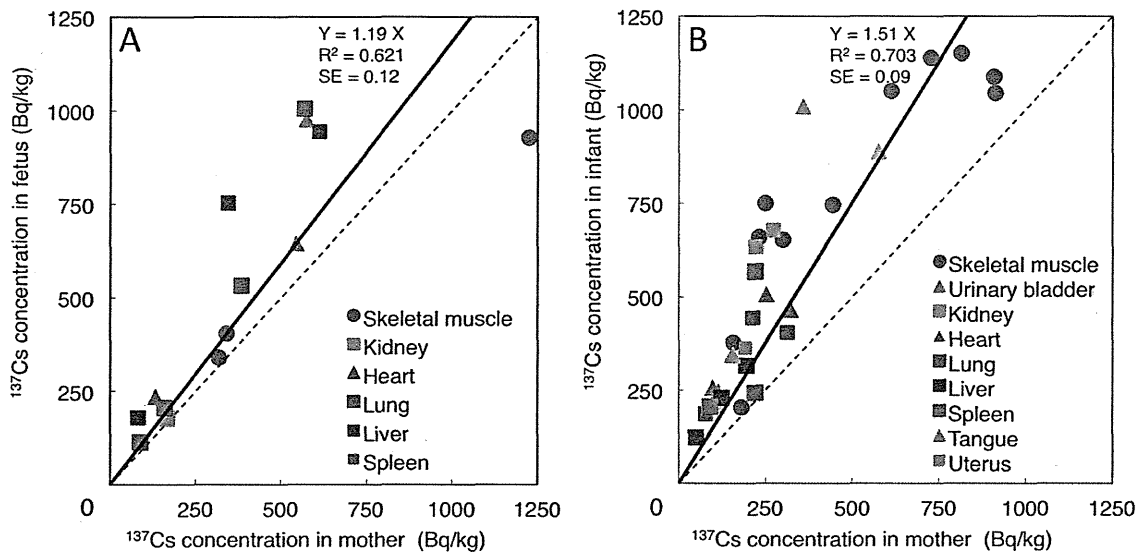 A
Y = 1.19 X
R² = 0.621
SE = 0.12
¹³⁷Cs concentration in fetus (Bq/kg)
1250
1000
750
500
250
0
Skeletal muscle
Kidney
Heart
Lung
Liver
Spleen
250
500
750
1000
1250
¹³⁷Cs concentration in mother (Bq/kg)
B
Y = 1.51 X
R² = 0.703
SE = 0.09
¹³⁷Cs concentration in infant (Bq/kg)
1250
1000
750
500
250
0
Skeletal muscle
Urinary bladder
Kidney
Heart
Lung
Liver
Spleen
Tangue
Uterus
250
500
750
1000
1250
¹³⁷Cs concentration in mother (Bq/kg)